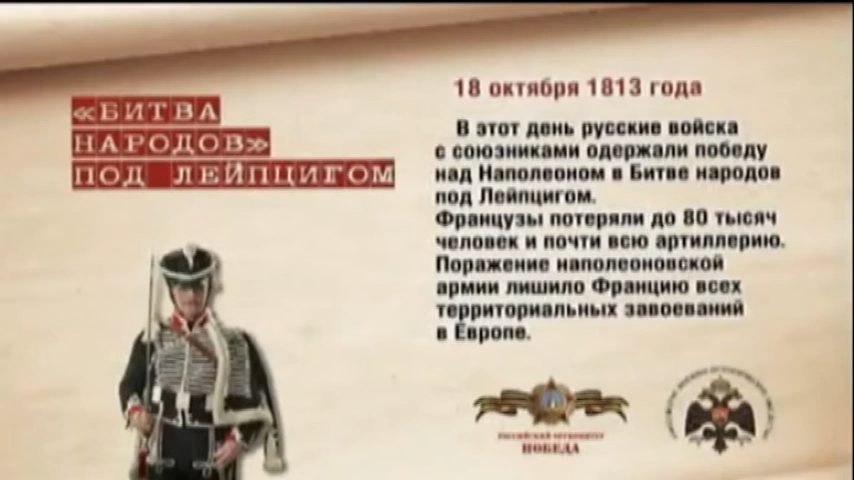 «БИТВА
НАРОДОВ»
ПОД ЛЕЙПЦИГОМ
18 октября 1813 года
В этот день русские войска
с союзниками одержали победу
над Наполеоном в Битве народов
под Лейпцигом.
Французы потеряли до 80 тысяч
человек и почти всю артиллерию.
Поражение наполеоновской
армии лишило Францию всех
территориальных завоеваний
в Европе.
РОССИЙСКИЙ ОРГКОМИТЕТ
ПОБЕДА